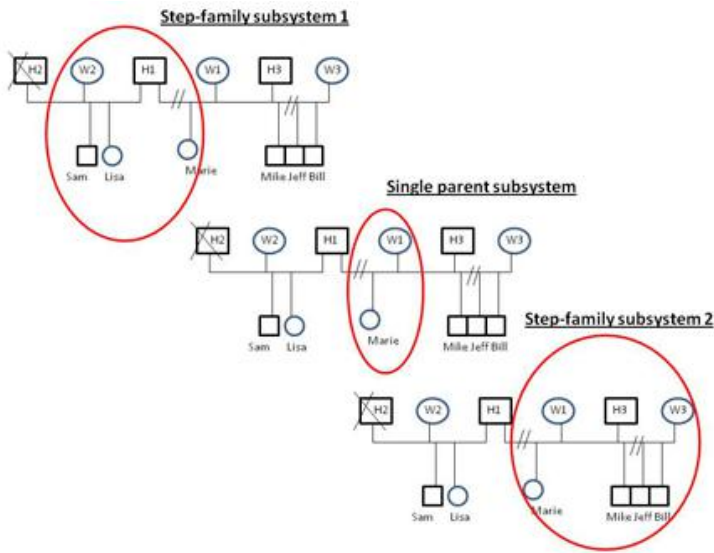 Step-family subsystem 1
H2 W2 H1 W1 H3 W3
Sam Lisa Marie Mike Jeff Bill
Single parent subsystem
H2 W2 H1 W1 H3 W3
Sam Lisa Marie Mike Jeff Bill
Step-family subsystem 2
H2 W2 H1 W1 H3 W3
Sam Lisa Marie Mike Jeff Bill